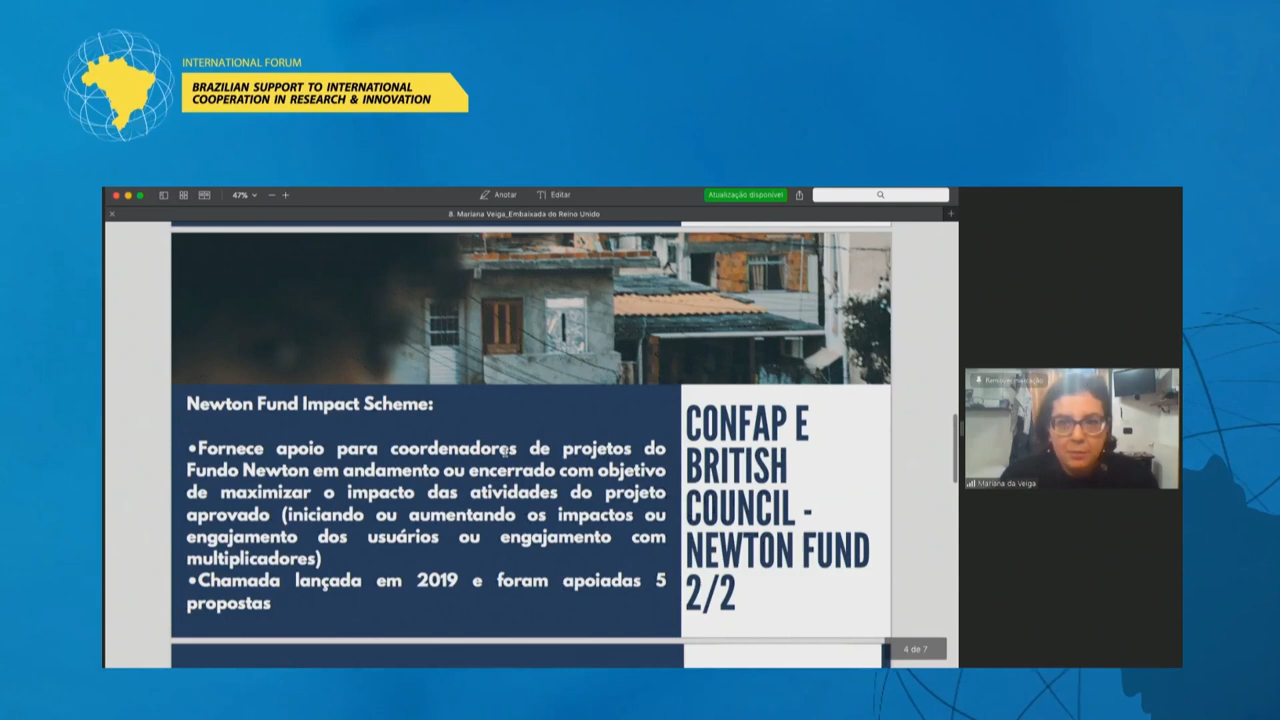 INTERNATIONAL FORUM
BRAZILIAN SUPPORT TO INTERNATIONAL
COOPERATION IN RESEARCH & INNOVATION
47%
Anotar
Editar
Atualização disponível
8. Mariana Veiga_Embaixada do Reino Unido
Newton Fund Impact Scheme:
•Fornece apoio para coordenadores de projetos do
Fundo Newton em andamento ou encerrado com objetivo
de maximizar o impacto das atividades do projeto
aprovado (iniciando ou aumentando os impactos ou
engajamento dos usuários ou engajamento com
multiplicadores)
•Chamada lançada em 2019 e foram apoiadas 5
propostas
CONFAP E
BRITISH
COUNCIL -
NEWTON FUND
2/2
4 de 7
Mariana da Veiga